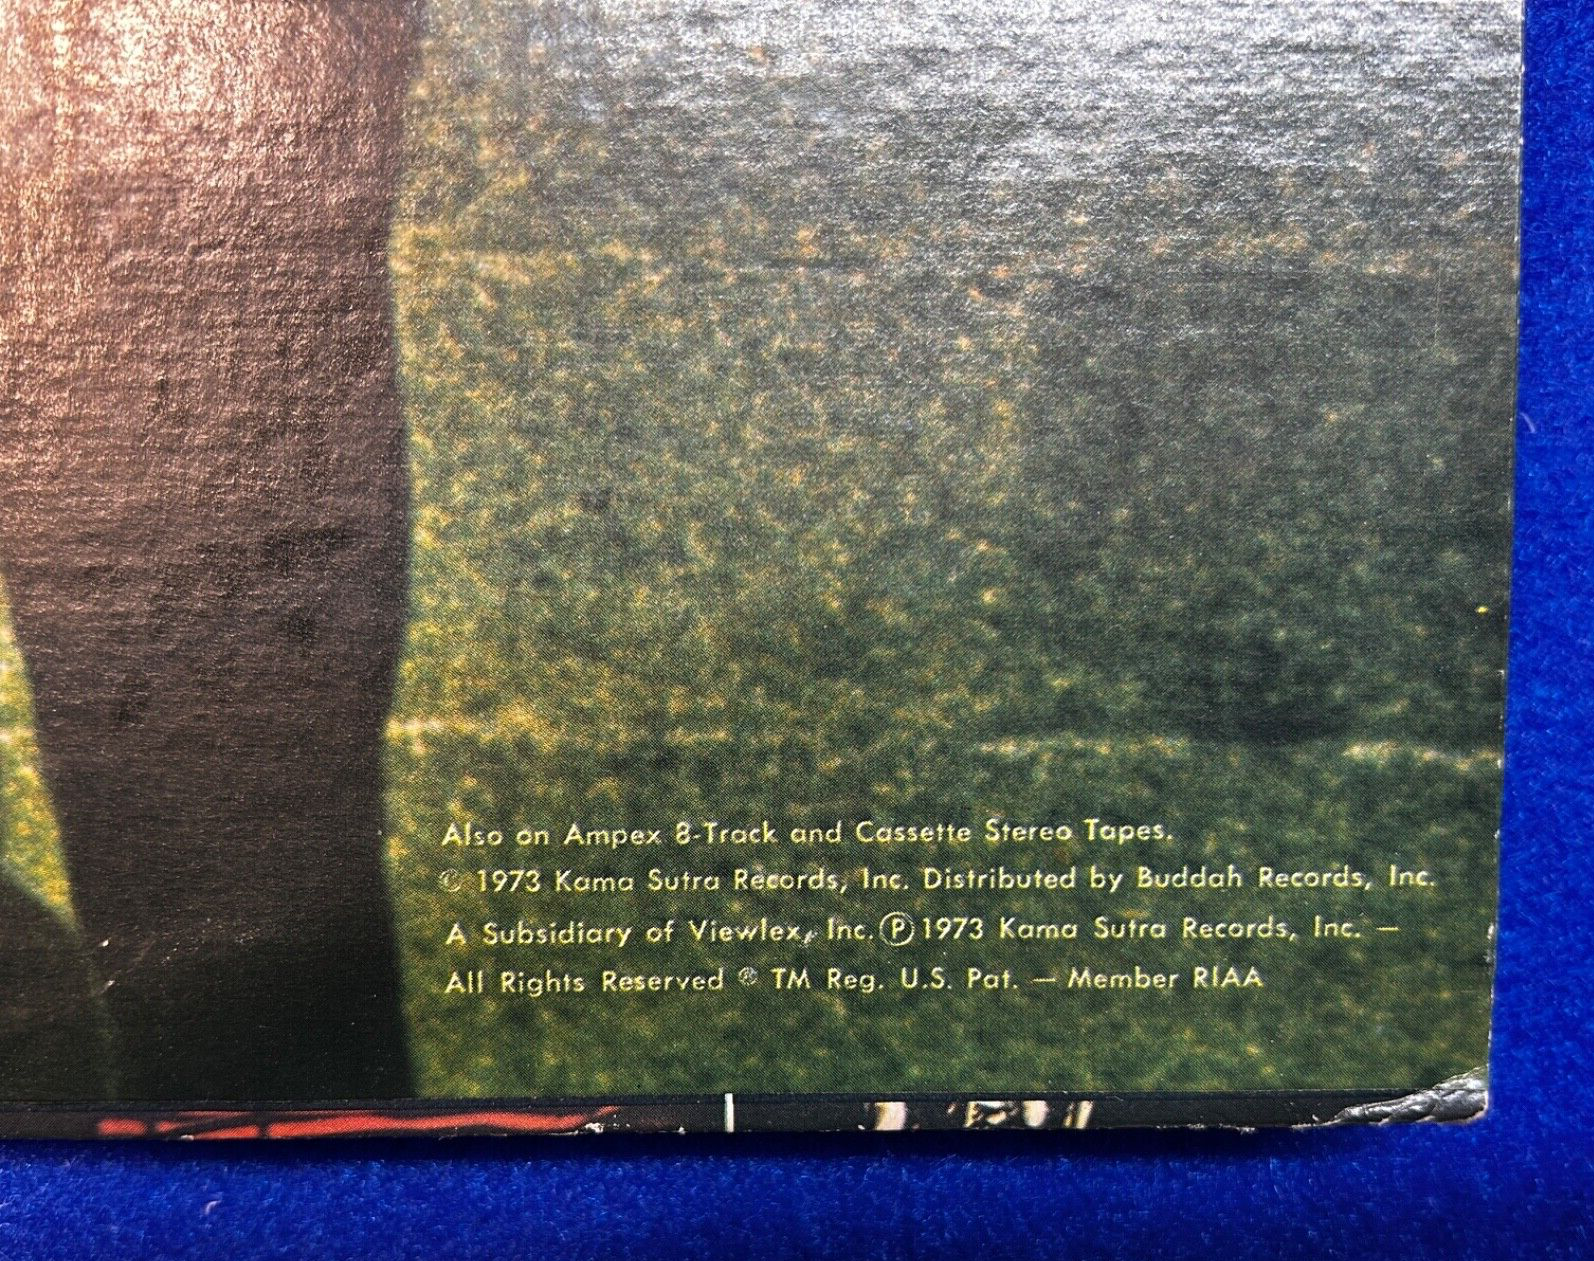 Also on Ampex 8-Track and Cassette Stereo Tapes.
© 1973 Kama Sutra Records, Inc. Distributed by Buddah Records, Inc.
A Subsidiary of Viewlex, Inc. ℗ 1973 Kama Sutra Records, Inc. —
All Rights Reserved ® TM Reg. U.S. Pat. — Member RIAA